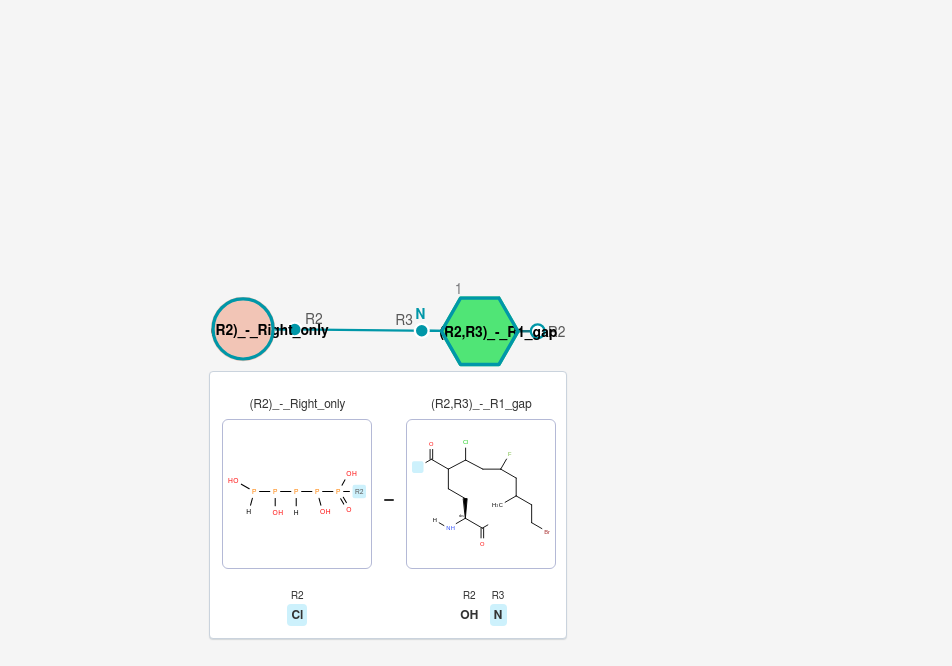 1
R2 R3 N R2
(R2)_-_Right_only (R2,R3)_-_R1_gap
(R2)_-_Right_only (R2,R3)_-_R1_gap
HO P P P P P OH R2
H OH H OH O
O Cl F
H₃C
H NH O Br
R2 R2 R3
Cl OH N